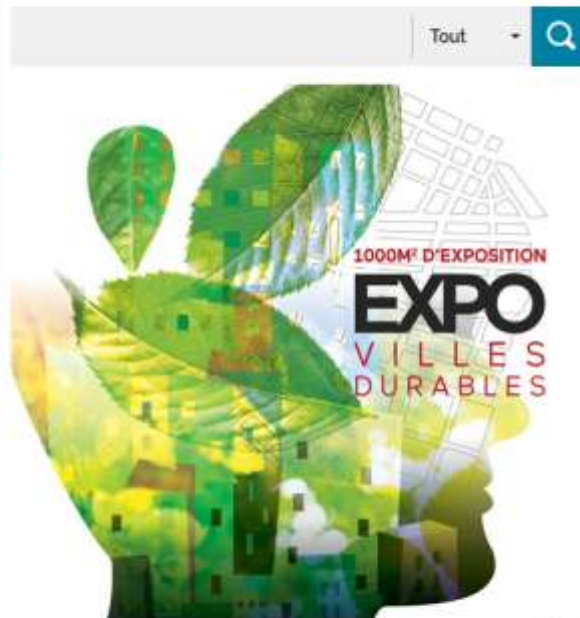 Tout
1000M² D'EXPOSITION
EXPO
VILLES
DURABLES